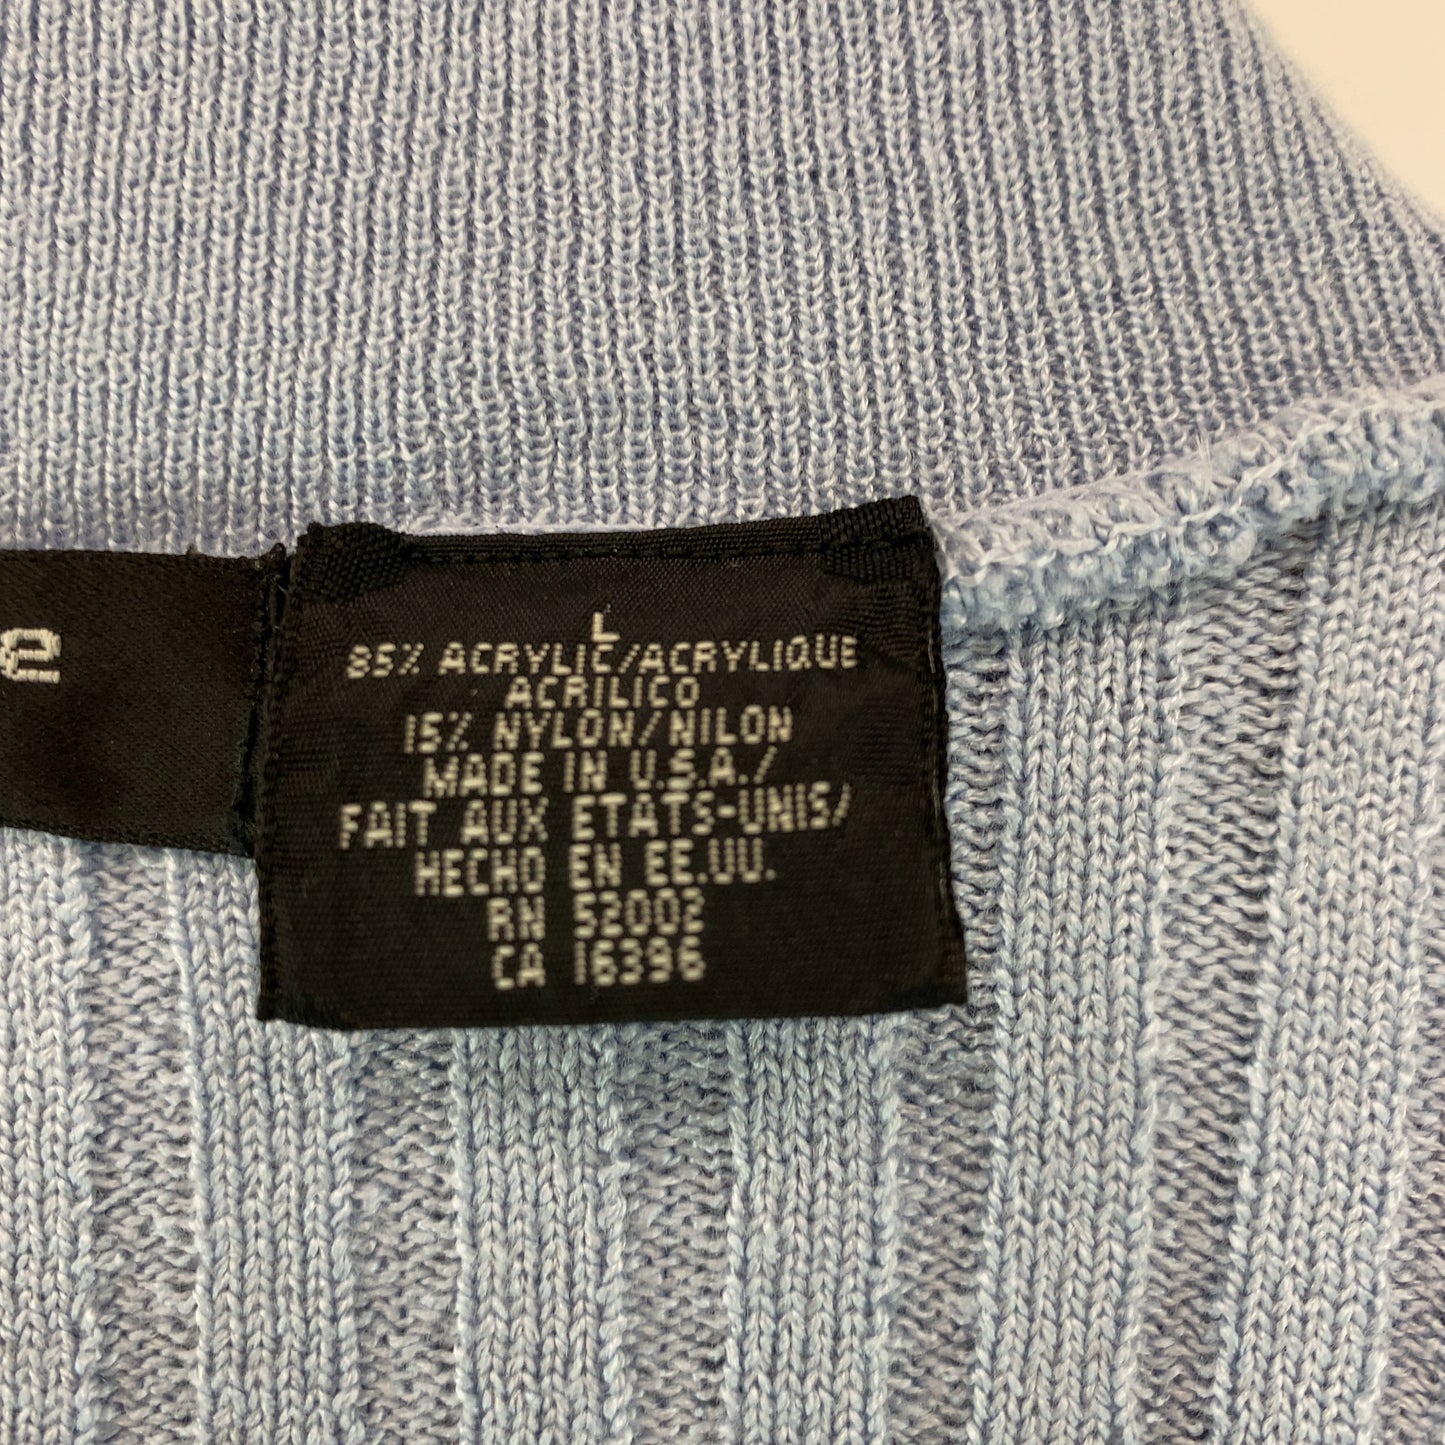 e
L
85% ACRYLIC/ACRYLIQUE
ACRILICO
15% NYLON/NILON
MADE IN U.S.A./
FAIT AUX ETATS-UNIS/
HECHO EN EE.UU.
RN 52002
CA 16396